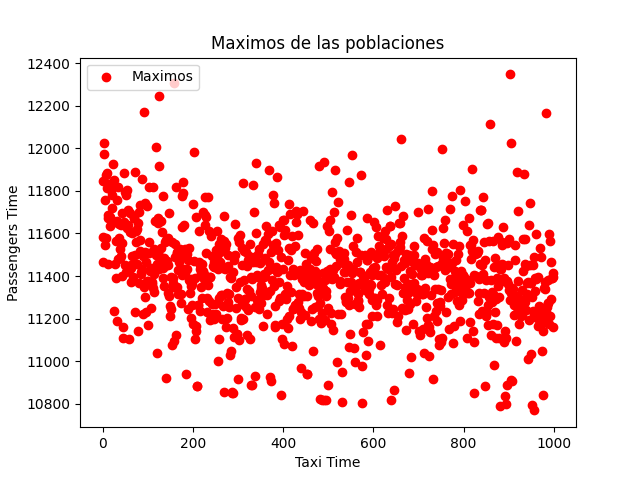 Maximos de las poblaciones
Maximos
Passengers Time
12400
12200
12000
11800
11600
11400
11200
11000
10800
0 200 400 600 800 1000
Taxi Time